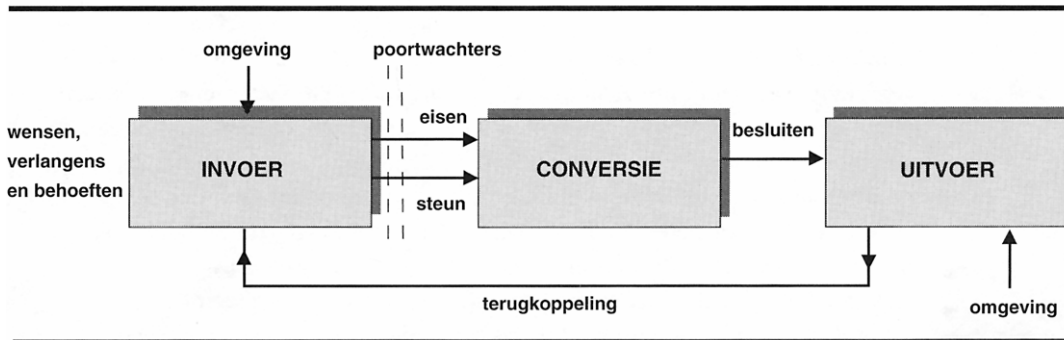 omgeving
poortwachters
wensen,
verlangens
en behoeften
INVOER
eisen
steun
CONVERSIE
besluiten
UITVOER
terugkoppeling
omgeving